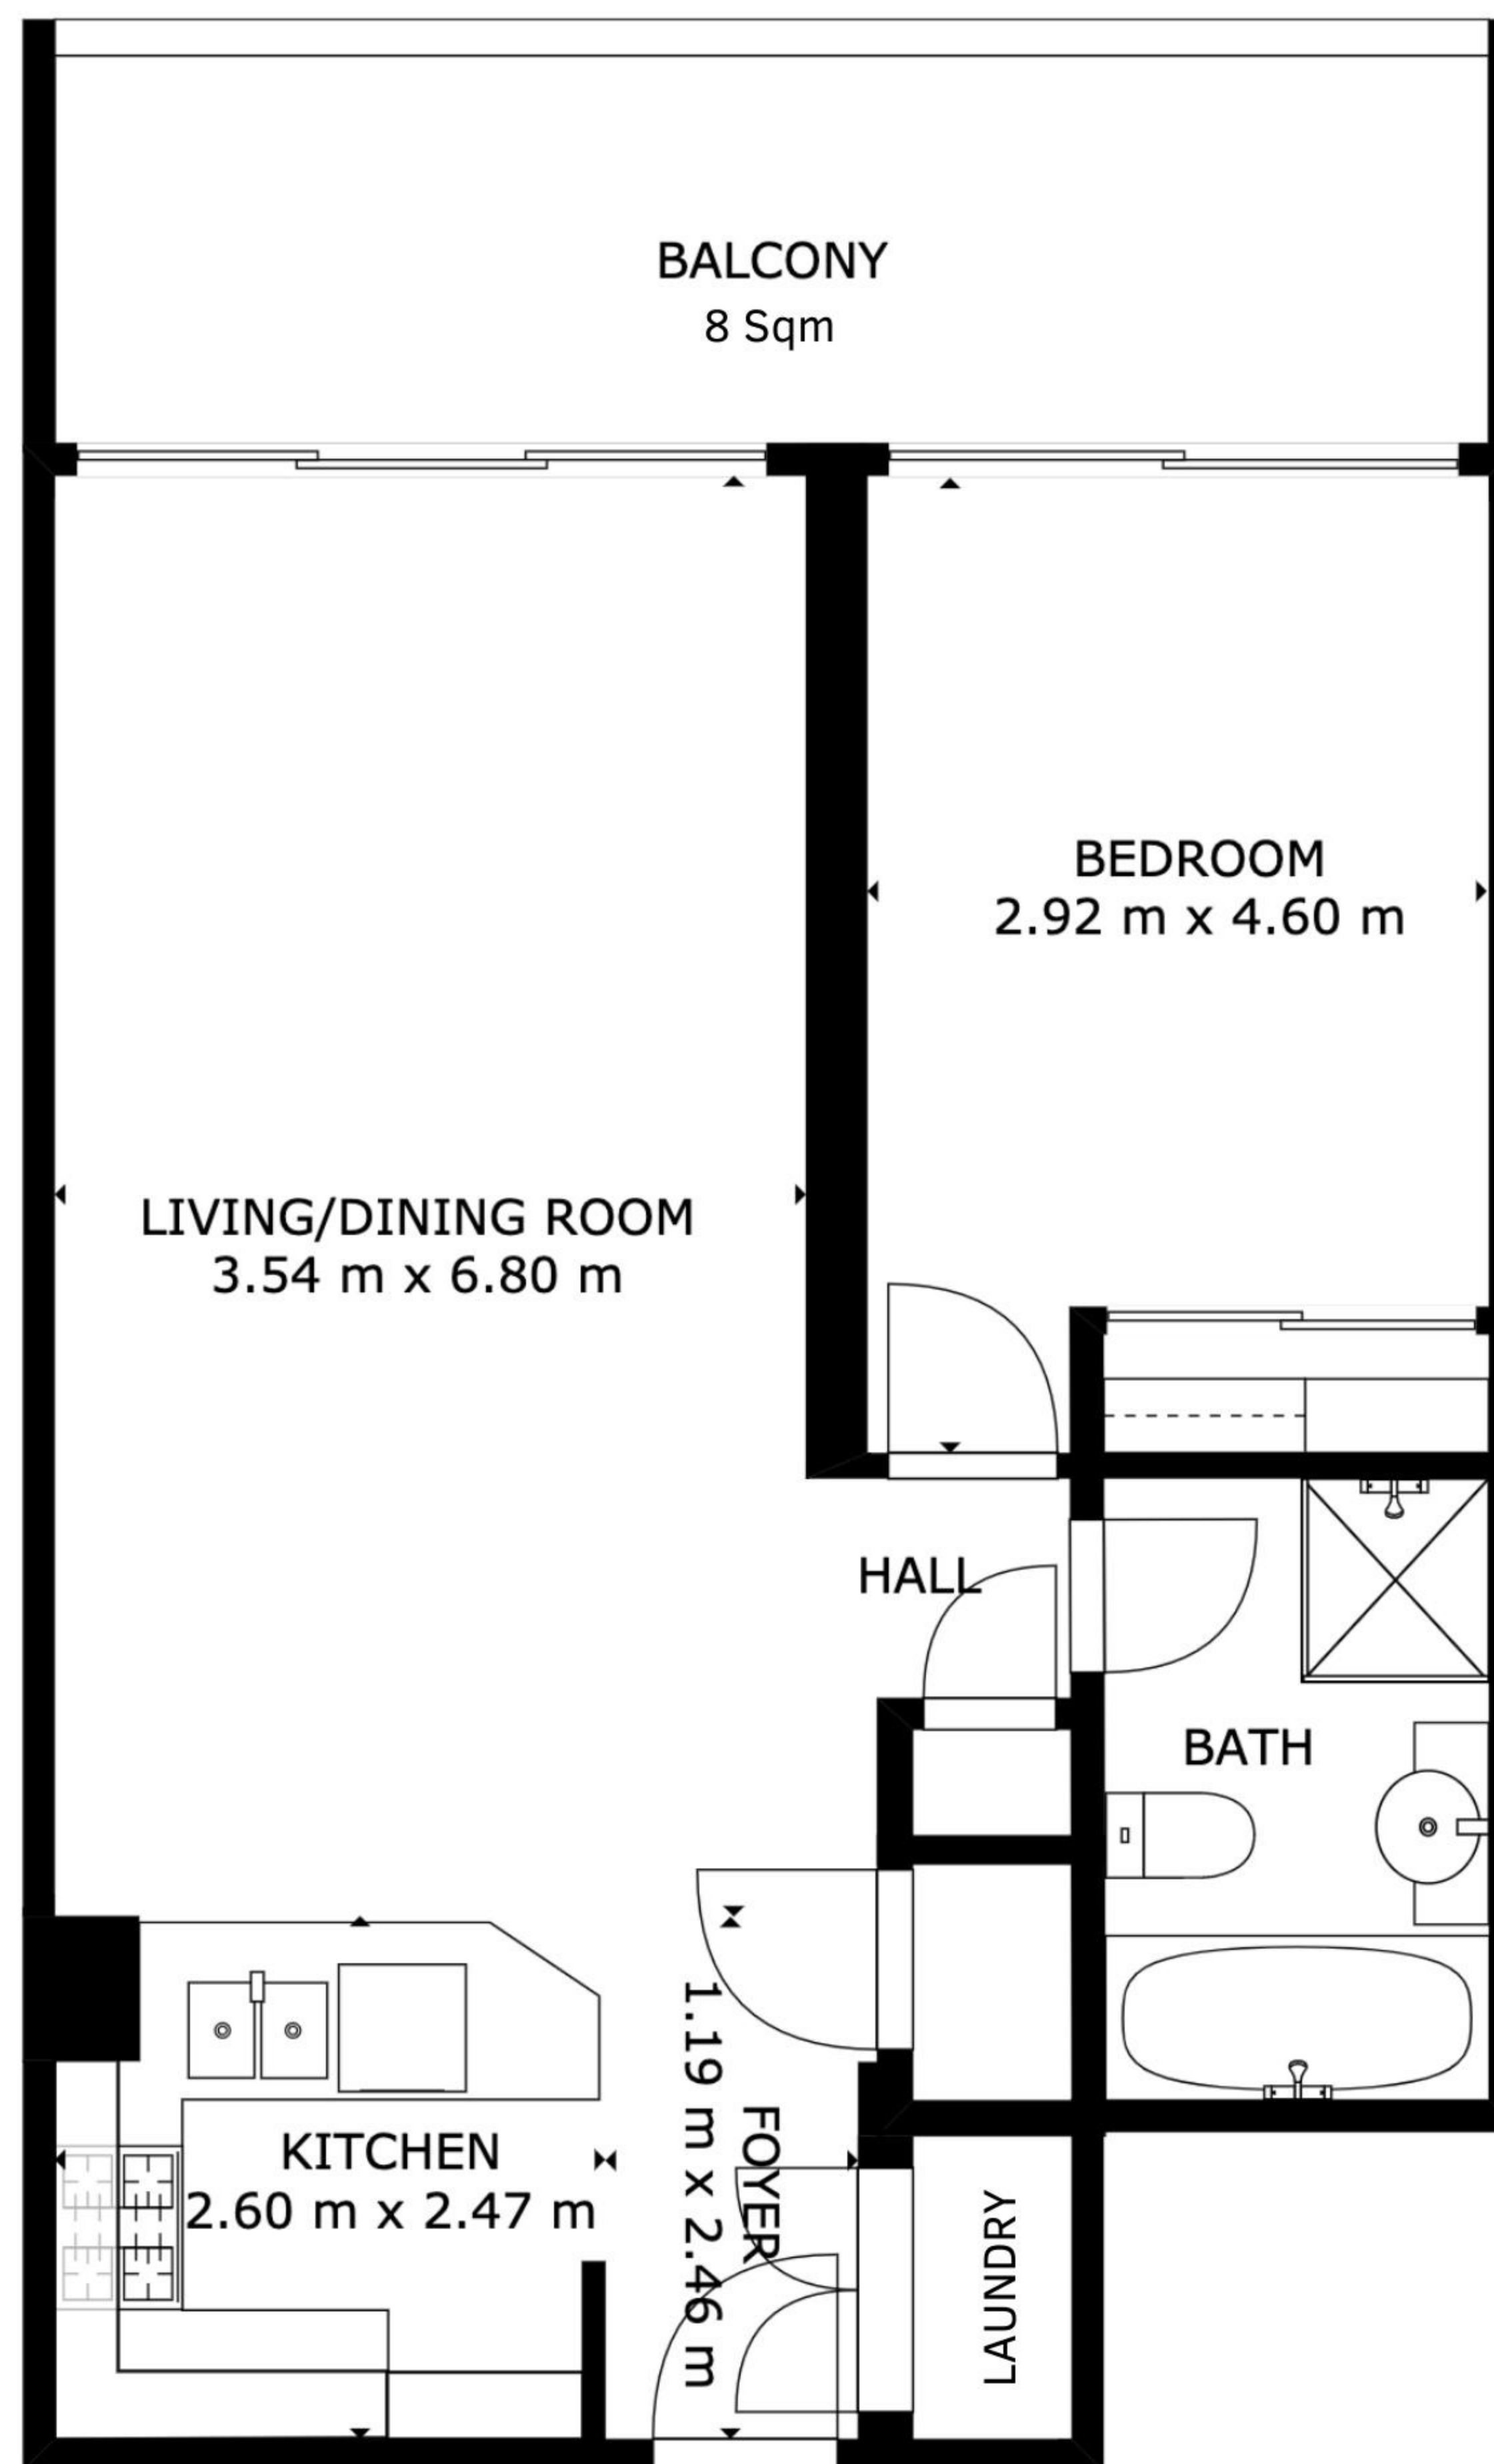 BALCONY
8 Sqm
BEDROOM
2.92 m x 4.60 m
LIVING/DINING ROOM
3.54 m x 6.80 m
HALL
BATH
KITCHEN
2.60 m x 2.47 m
FOYER
1.19 m x 2.46 m
LAUNDRY